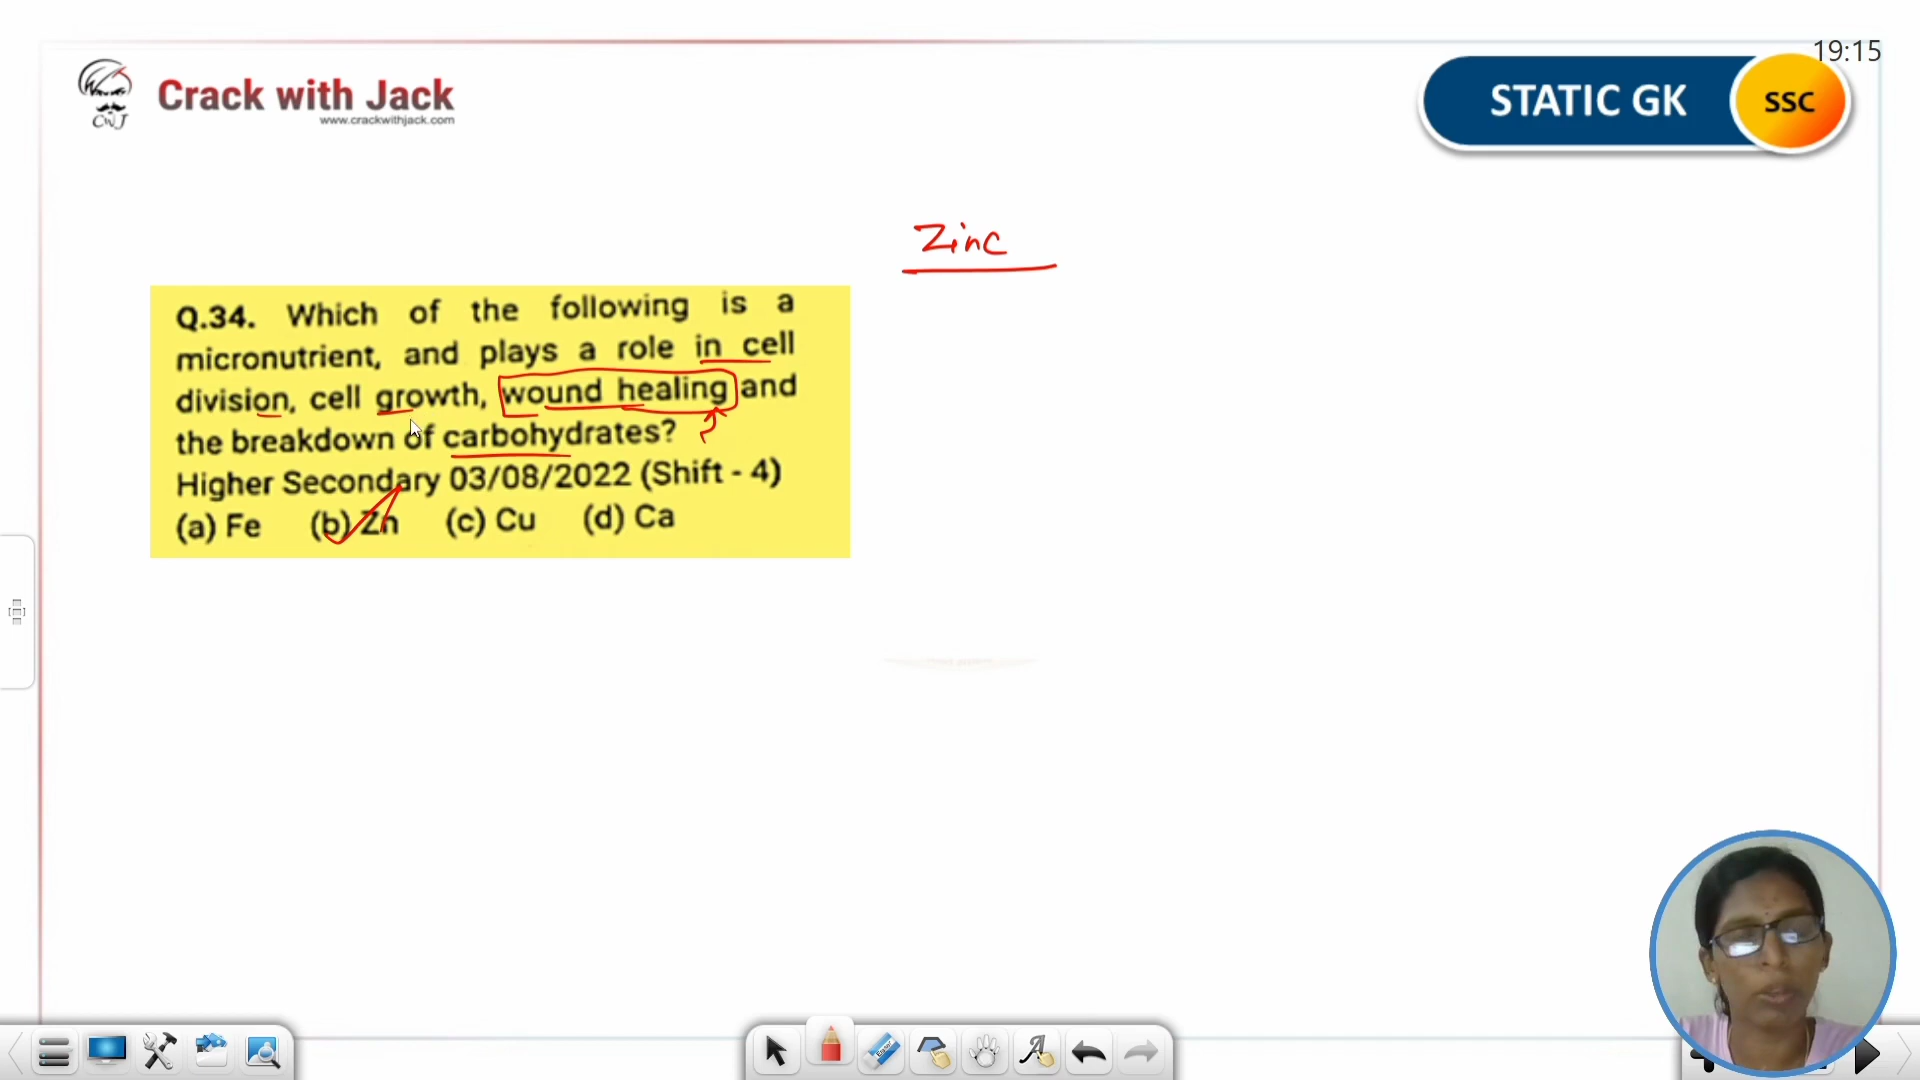 19:15
Crack with Jack
www.crackwithjack.com
CWJ
STATIC GK
SSC
Zinc
Q.34. Which of the following is a
micronutrient, and plays a role in cell
division, cell growth, wound healing and
the breakdown of carbohydrates?
Higher Secondary 03/08/2022 (Shift - 4)
(a) Fe (b) Zn (c) Cu (d) Ca